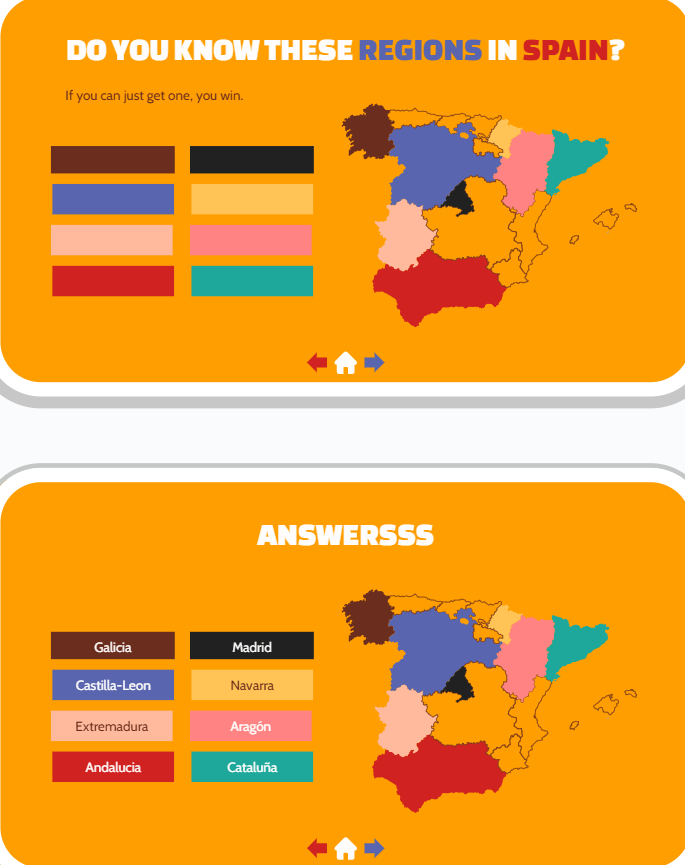 DO YOU KNOW THESE REGIONS IN SPAIN?
If you can just get one, you win.
ANSWERSSS
Galicia
Madrid
Castilla-Leon
Navarra
Extremadura
Aragón
Andalucia
Cataluña